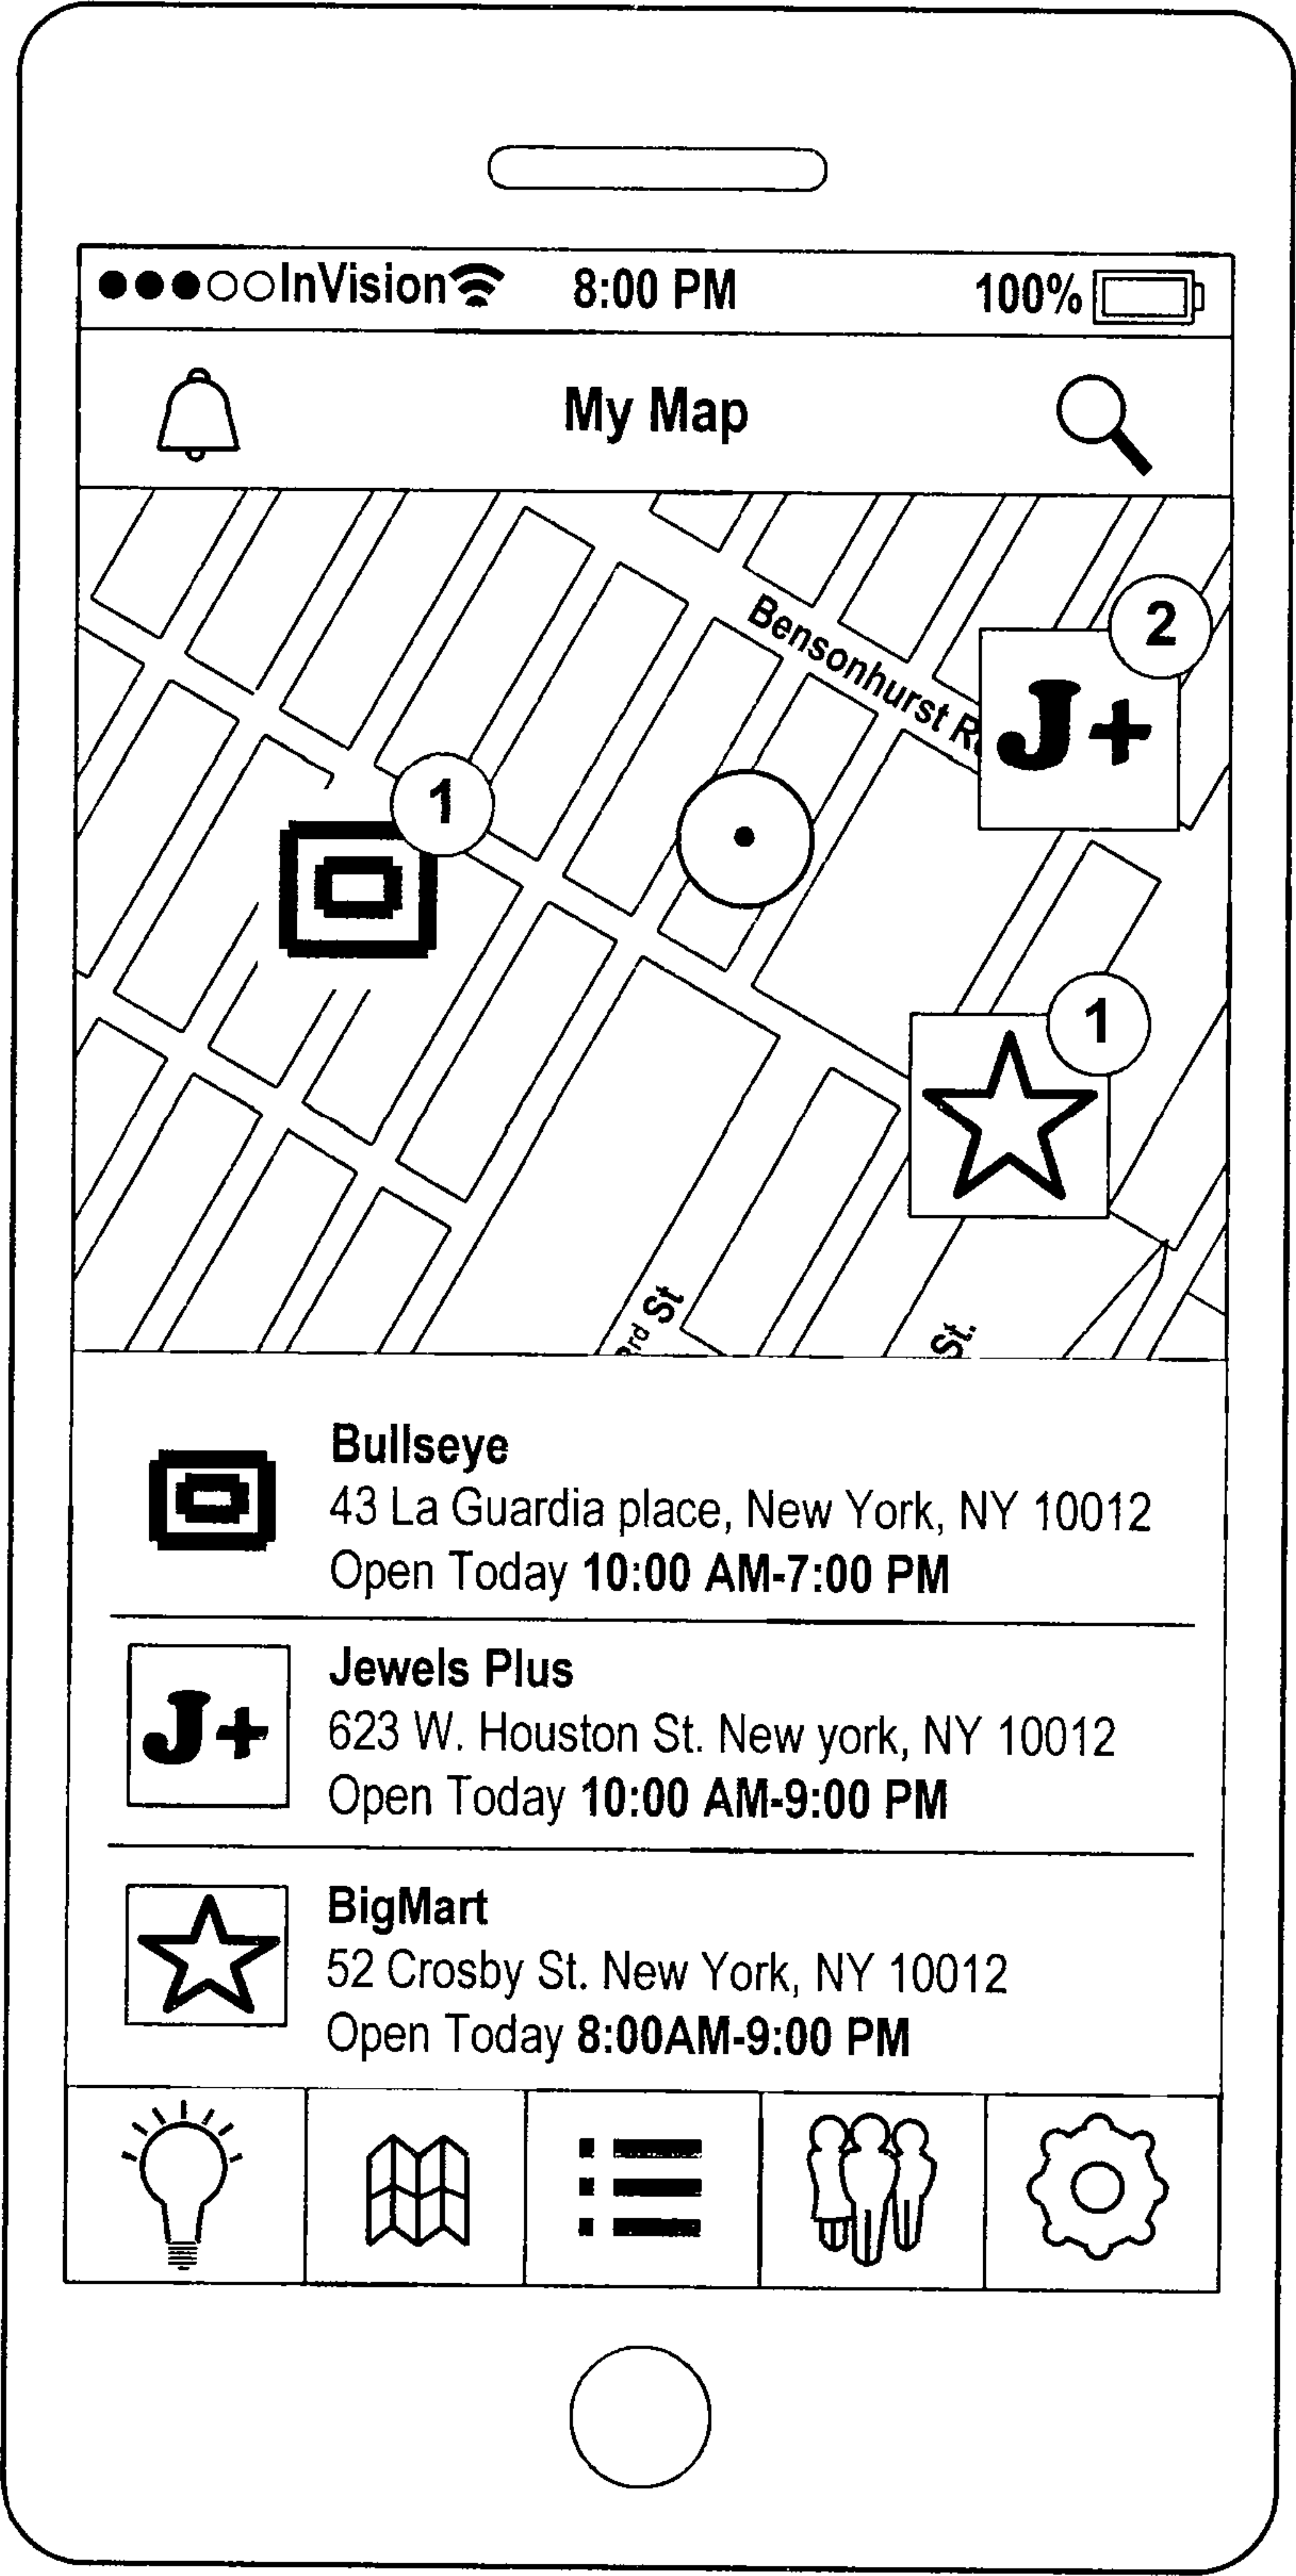 InVision 8:00 PM 100%
My Map
Bensonhurst
2
J+
1
1
St
St.
Bullseye
43 La Guardia place, New York, NY 10012
Open Today 10:00 AM-7:00 PM
J+
Jewels Plus
623 W. Houston St. New york, NY 10012
Open Today 10:00 AM-9:00 PM
BigMart
52 Crosby St. New York, NY 10012
Open Today 8:00AM-9:00 PM